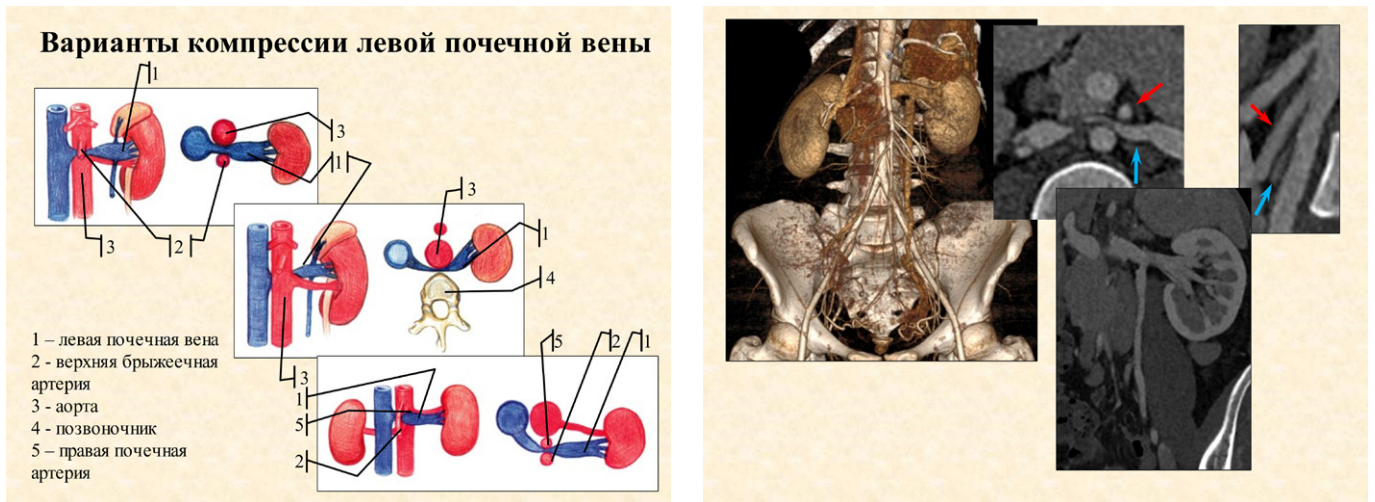 Варианты компрессии левой почечной вены
1
3
1
3
2
3
1
4
5
2
1
3
1
5
2
1 – левая почечная вена
2 - верхняя брыжеечная
артерия
3 - аорта
4 - позвоночник
5 – правая почечная
артерия